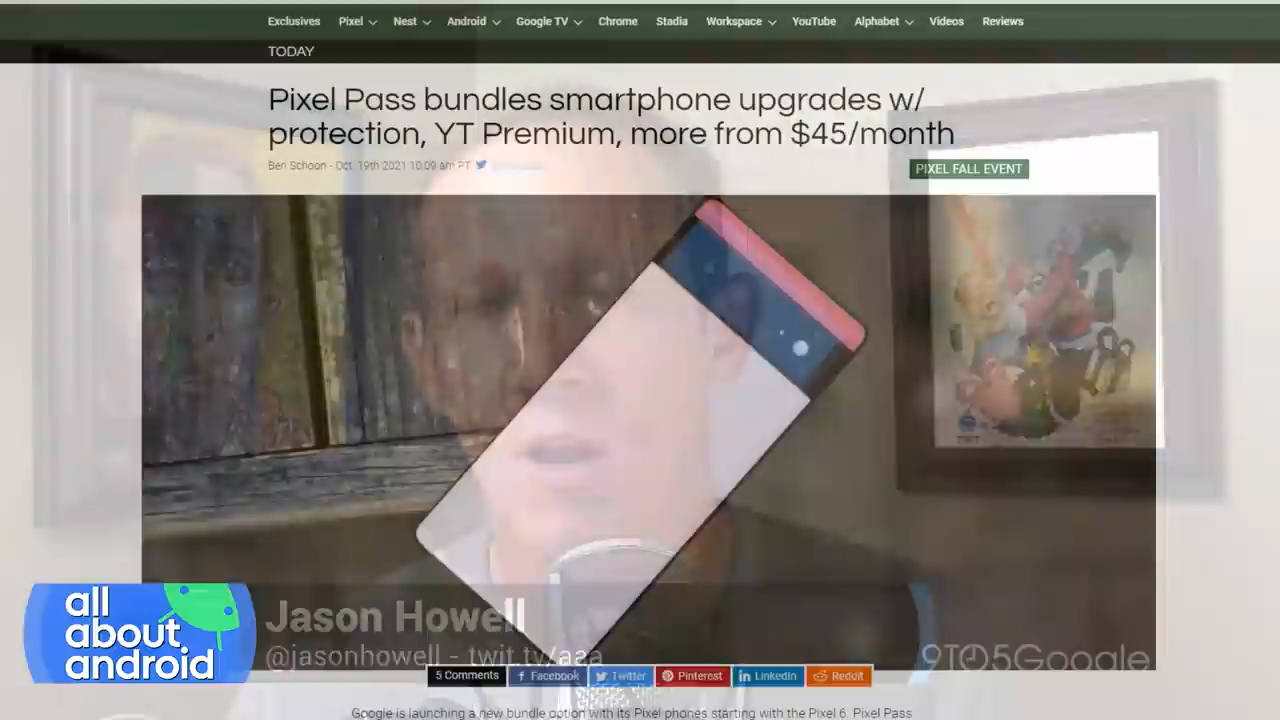 Exclusives Pixel Nest Android Google TV Chrome Stadia Workspace YouTube Alphabet Videos Reviews
TODAY
Pixel Pass bundles smartphone upgrades w/
protection, YT Premium, more from $45/month
Ben Schoon - Oct. 19th 2021 10:09 am PT
PIXEL FALL EVENT
TWiT
all
about
android
Jason Howell
@jasonhowell - twit.tv/aaa
9TO5Google
5 Comments Facebook Twitter Pinterest LinkedIn Reddit
Google is launching a new bundle option with its Pixel phones starting with the Pixel 6. Pixel Pass